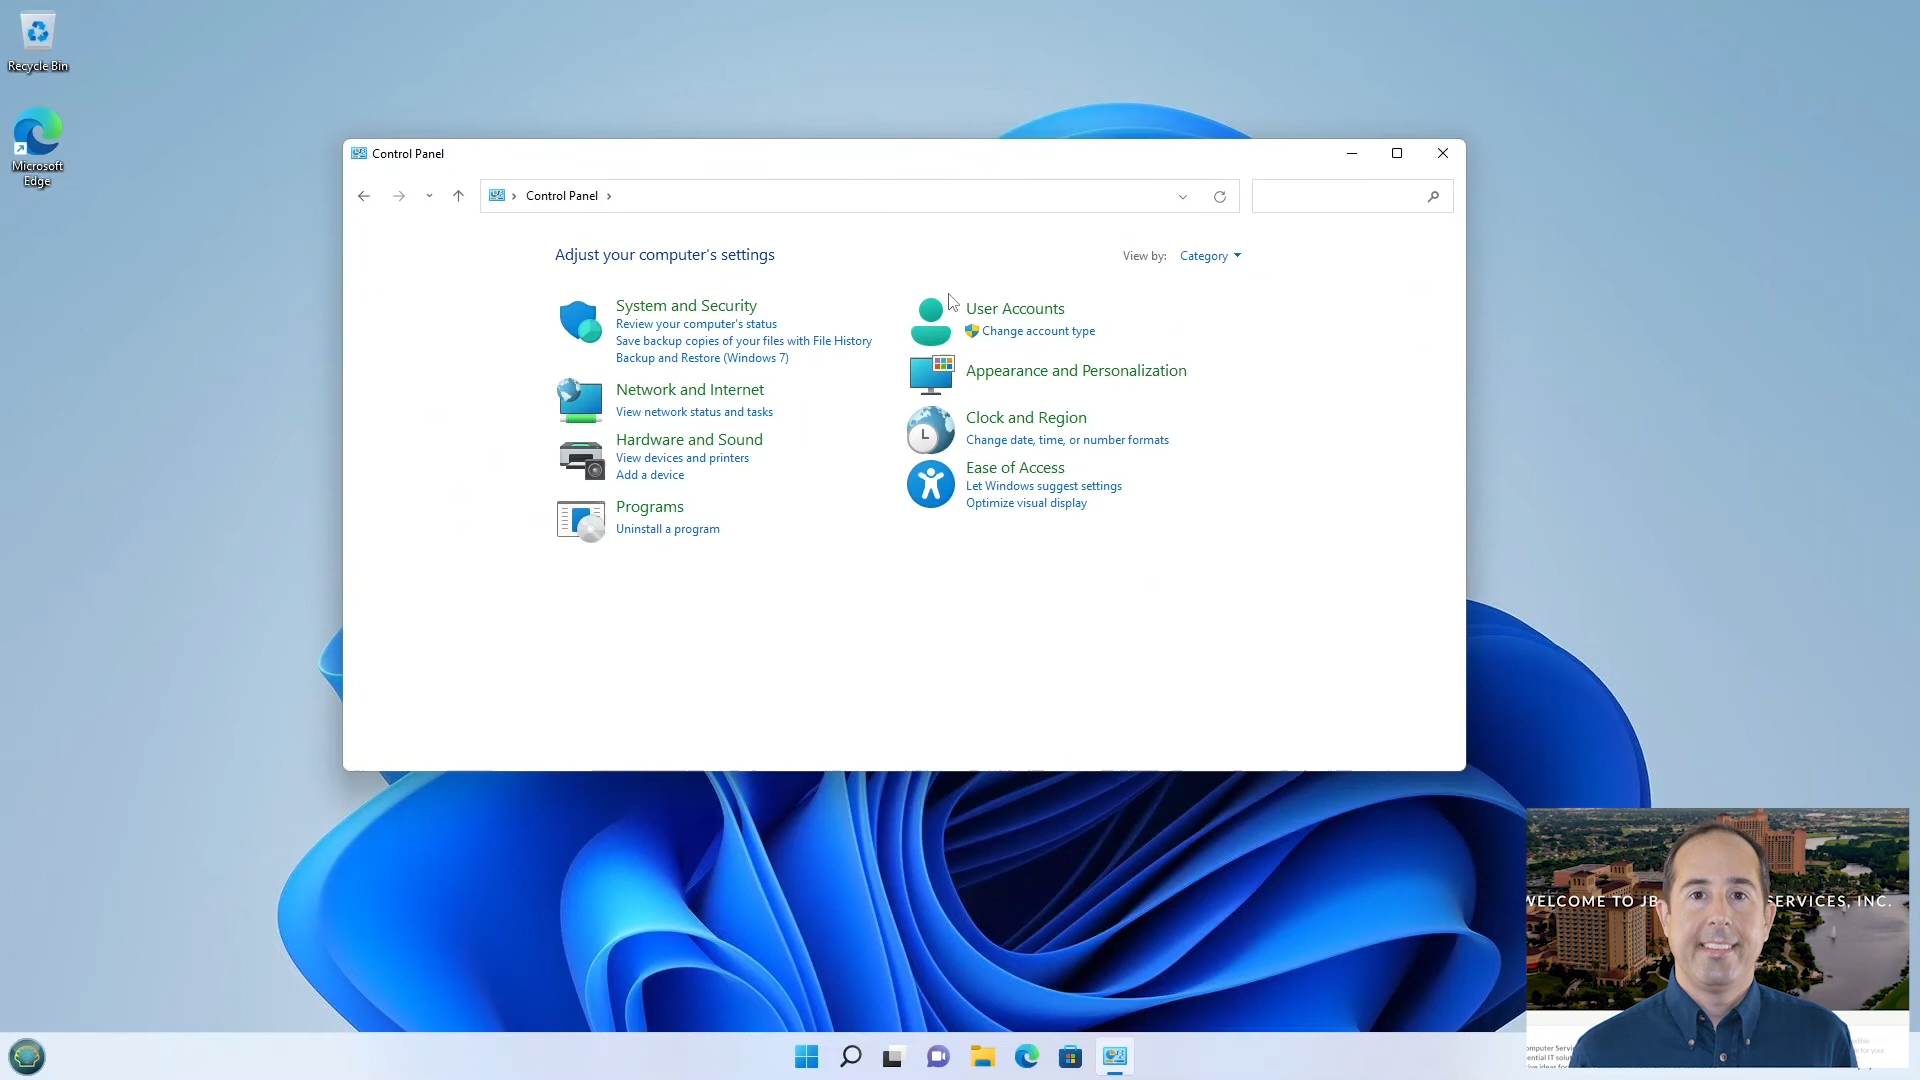 Recycle Bin
Microsoft
Edge
Control Panel
Control Panel
Adjust your computer's settings
View by:
Category
System and Security
Review your computer's status
Save backup copies of your files with File History
Backup and Restore (Windows 7)
Network and Internet
View network status and tasks
Hardware and Sound
View devices and printers
Add a device
Programs
Uninstall a program
User Accounts
Change account type
Appearance and Personalization
Clock and Region
Change date, time, or number formats
Ease of Access
Let Windows suggest settings
Optimize visual display
WELCOME TO JB SERVICES, INC.